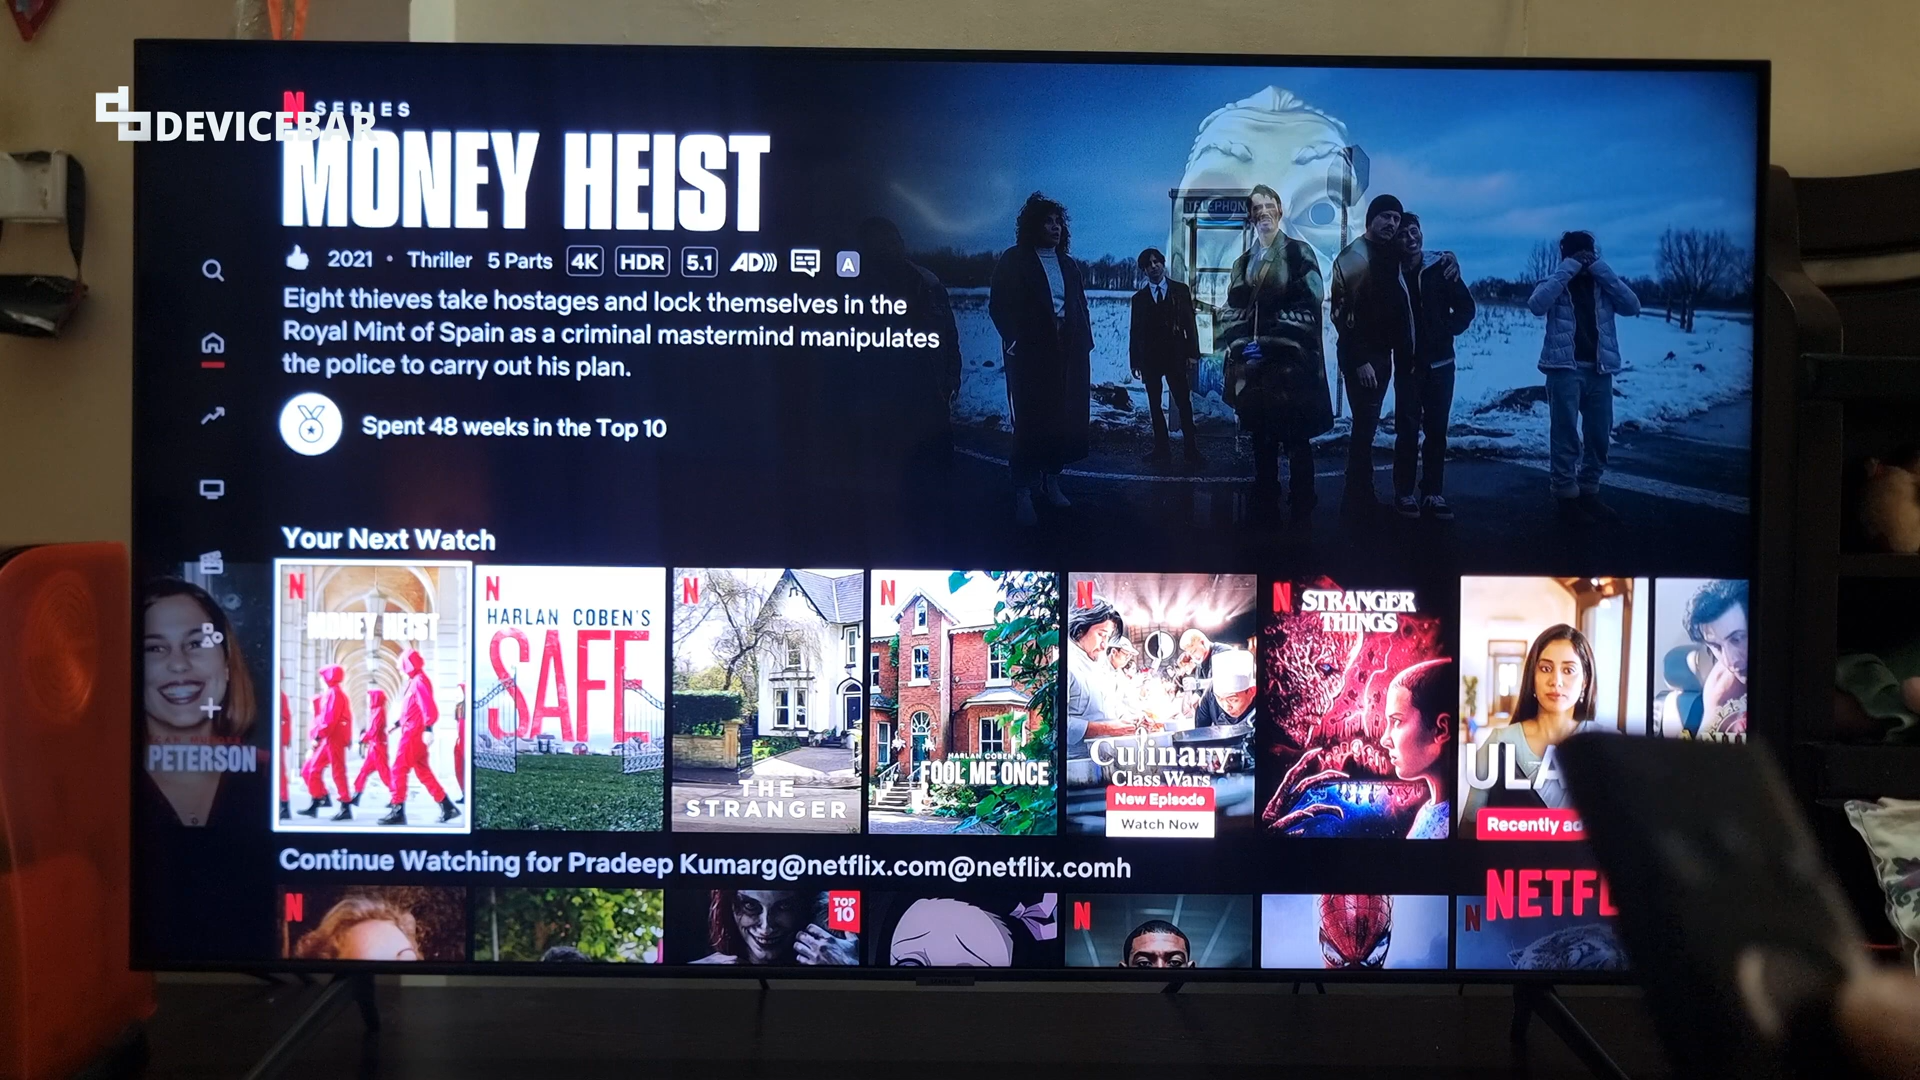 DEVICEBAR
N SERIES
MONEY HEIST
2021 • Thriller 5 Parts 4K HDR 5.1 AD))) A
Eight thieves take hostages and lock themselves in the
Royal Mint of Spain as a criminal mastermind manipulates
the police to carry out his plan.
Spent 48 weeks in the Top 10
TELEPHON
Your Next Watch
PETERSON
N
MONEY HEIST
N
HARLAN COBEN'S
SAFE
N
THE
STRANGER
N
HARLAN COBEN'S
FOOL ME ONCE
N
Culinary
Class Wars
New Episode
Watch Now
N
STRANGER
THINGS
ULA
Recently ad
Continue Watching for Pradeep Kumarg@netflix.com@netflix.comh
N
TOP
10
N
N
NETFL